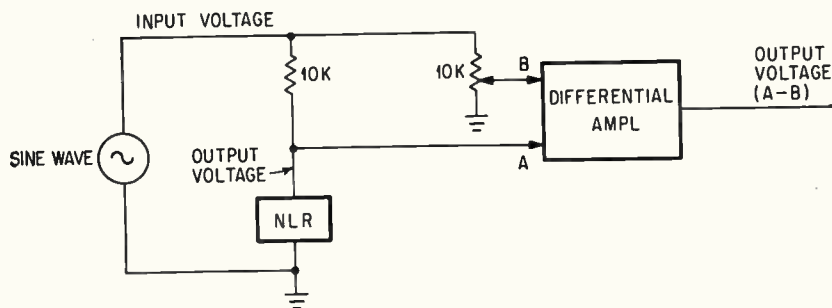 INPUT VOLTAGE
10K
10K
B
DIFFERENTIAL
AMPL
OUTPUT
VOLTAGE
(A-B)
SINE WAVE
OUTPUT
VOLTAGE
A
NLR